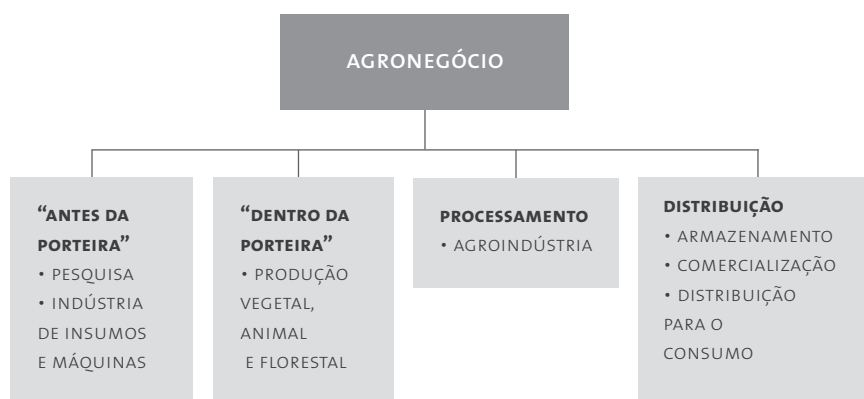 AGRONEGÓCIO
“ANTES DA
PORTEIRA”
• PESQUISA
• INDÚSTRIA
DE INSUMOS
E MÁQUINAS
“DENTRO DA
PORTEIRA”
• PRODUÇÃO
VEGETAL,
ANIMAL
E FLORESTAL
PROCESSAMENTO
• AGROINDÚSTRIA
DISTRIBUIÇÃO
• ARMAZENAMENTO
• COMERCIALIZAÇÃO
• DISTRIBUIÇÃO
PARA O
CONSUMO